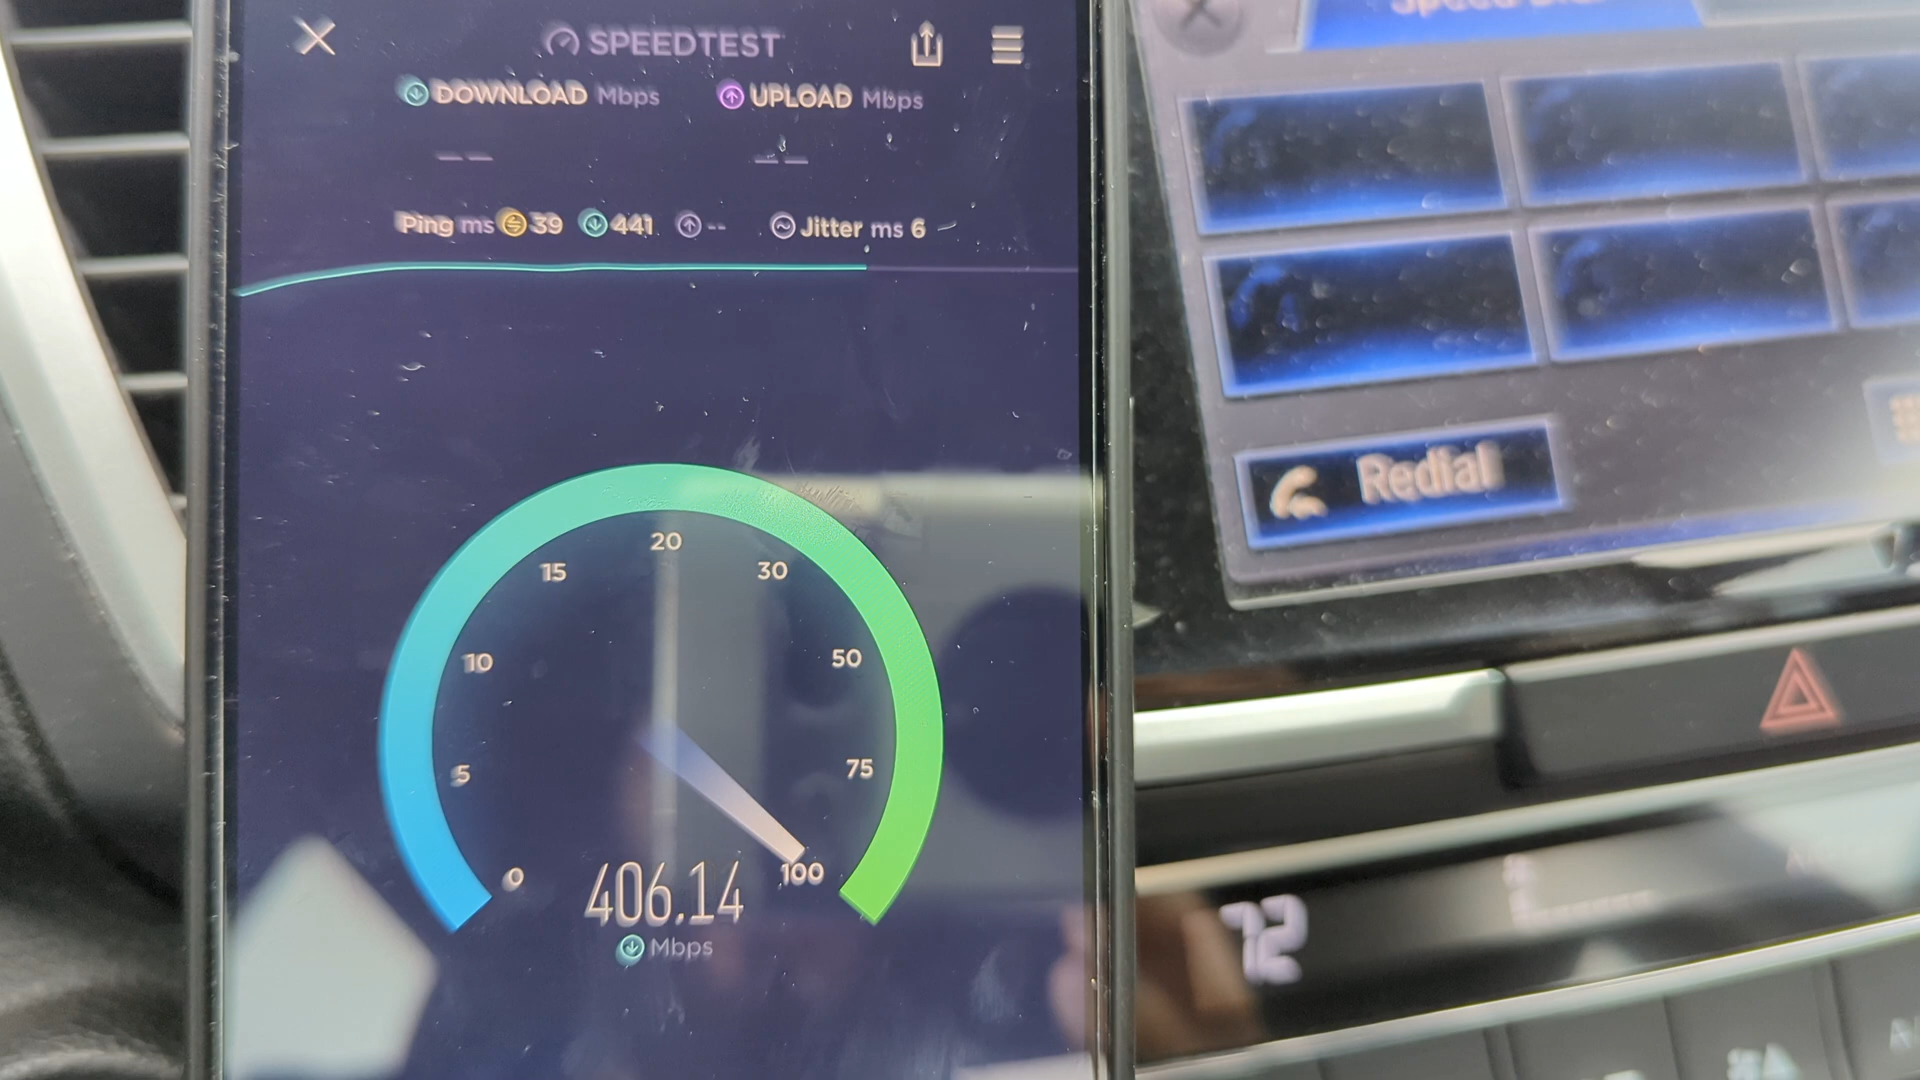 SPEEDTEST
DOWNLOAD Mbps UPLOAD Mbps
-- --
Ping ms 39 441 -- Jitter ms 6
0 5 10 15 20 30 50 75 100
406.14
Mbps
Speed
Redial
72